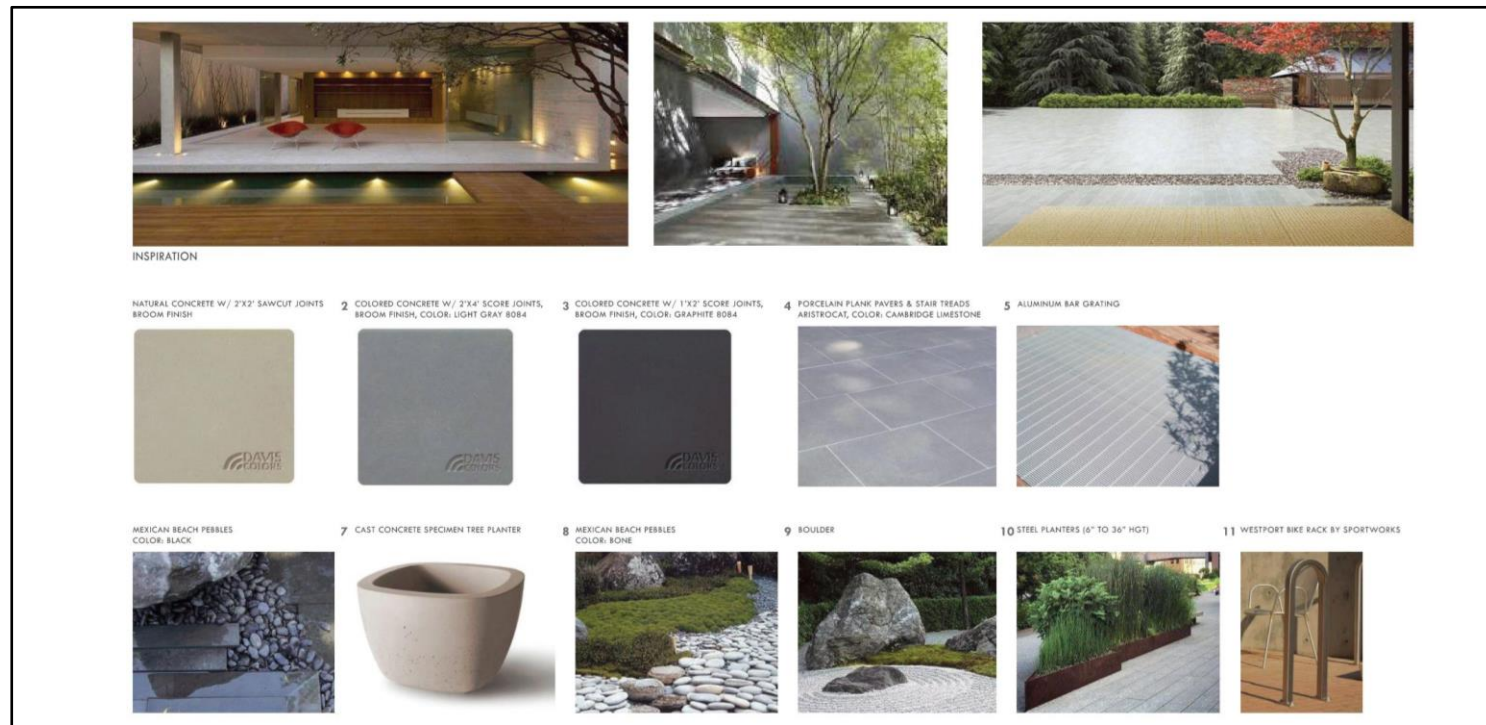 INSPIRATION
NATURAL CONCRETE W/ 2'X2' SAWCUT JOINTS
BROOM FINISH
2 COLORED CONCRETE W/ 2'X4' SCORE JOINTS,
BROOM FINISH, COLOR: LIGHT GRAY 8084
3 COLORED CONCRETE W/ 1'X2' SCORE JOINTS,
BROOM FINISH, COLOR: GRAPHITE 8084
4 PORCELAIN PLANK PAVERS & STAIR TREADS
ARISTROCAT, COLOR: CAMBRIDGE LIMESTONE
5 ALUMINUM BAR GRATING
DAVIS
COLORS
DAVIS
COLORS
DAVIS
COLORS
MEXICAN BEACH PEBBLES
COLOR: BLACK
7 CAST CONCRETE SPECIMEN TREE PLANTER
8 MEXICAN BEACH PEBBLES
COLOR: BONE
9 BOULDER
10 STEEL PLANTERS (6" TO 36" HGT)
11 WESTPORT BIKE RACK BY SPORTWORKS